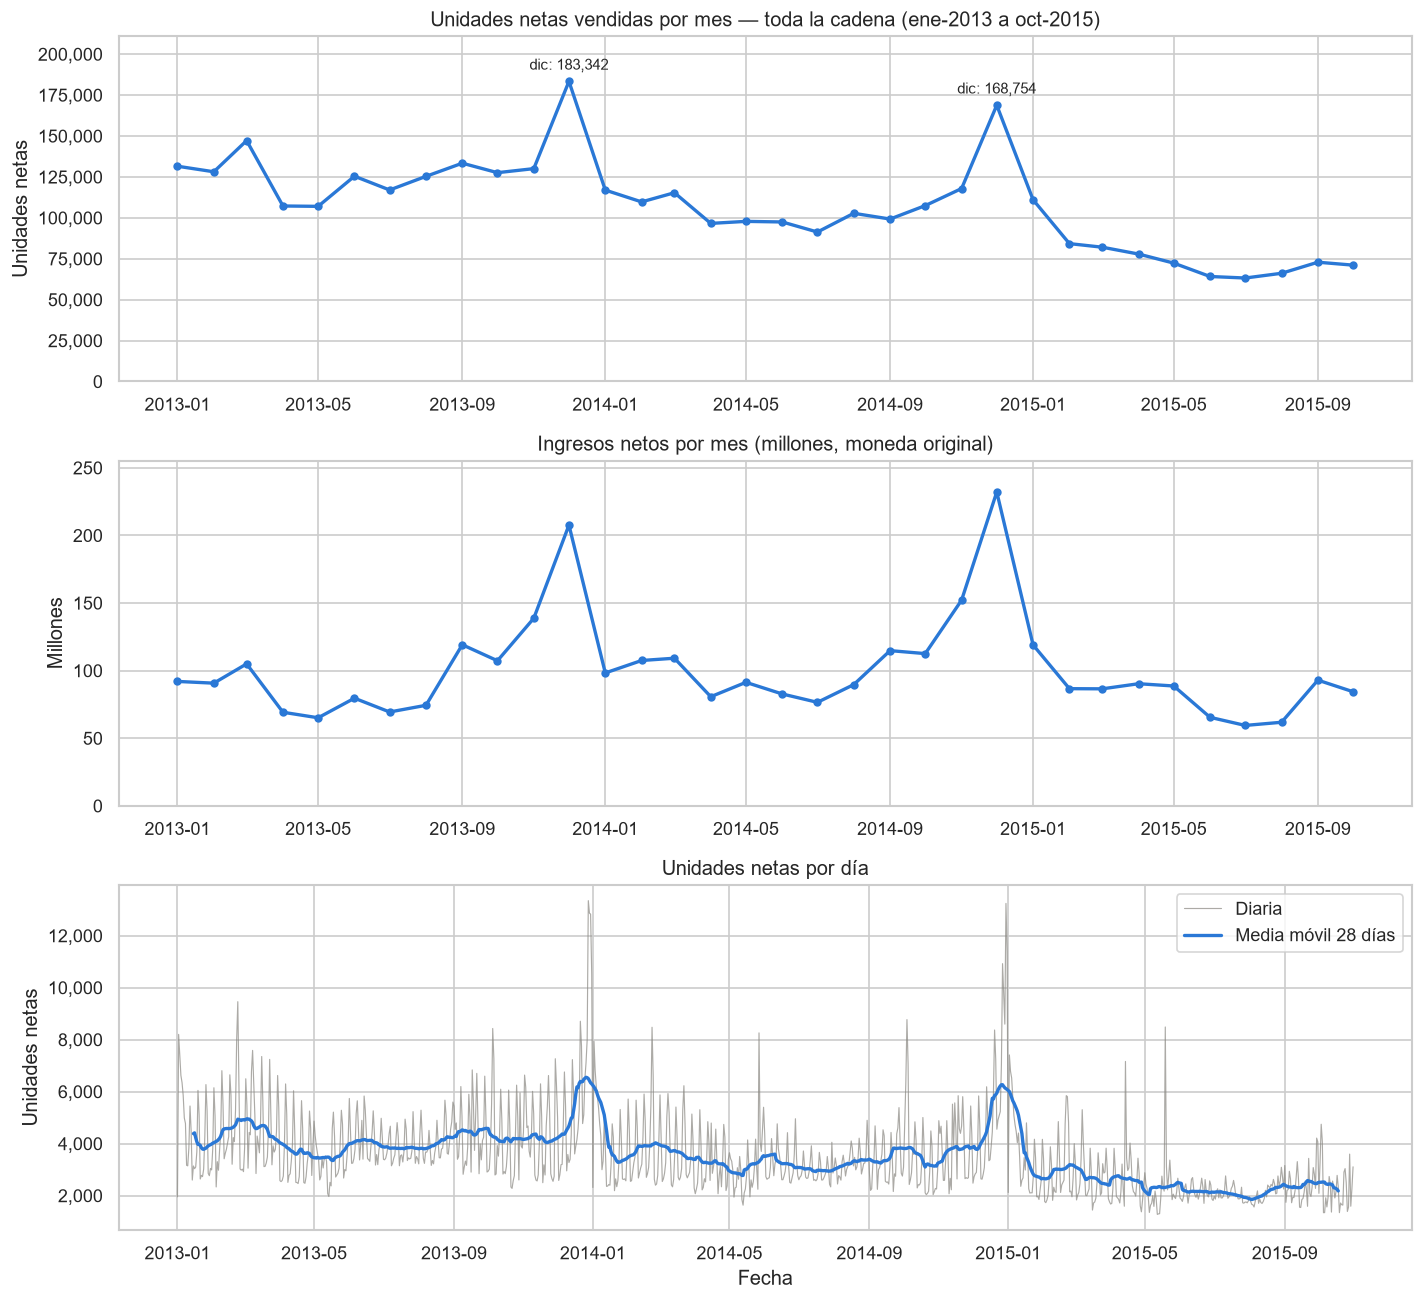 Unidades netas vendidas por mes — toda la cadena (ene-2013 a oct-2015)
Unidades netas
200,000
175,000
150,000
125,000
100,000
75,000
50,000
25,000
0
dic: 183,342
dic: 168,754
2013-01 2013-05 2013-09 2014-01 2014-05 2014-09 2015-01 2015-05 2015-09
Ingresos netos por mes (millones, moneda original)
Millones
250
200
150
100
50
0
2013-01 2013-05 2013-09 2014-01 2014-05 2014-09 2015-01 2015-05 2015-09
Unidades netas por día
Unidades netas
12,000
10,000
8,000
6,000
4,000
2,000
Diaria
Media móvil 28 días
2013-01 2013-05 2013-09 2014-01 2014-05 2014-09 2015-01 2015-05 2015-09
Fecha